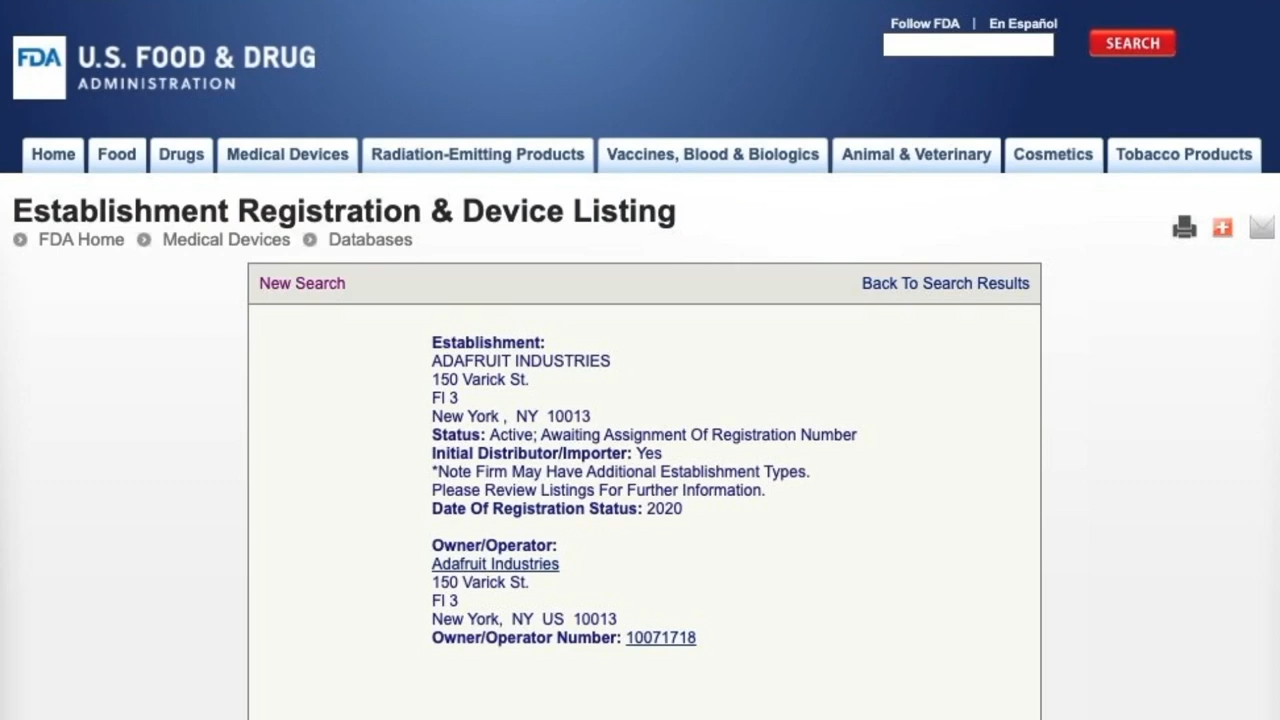 Follow FDA | En Español
FDA U.S. FOOD & DRUG
ADMINISTRATION
SEARCH
Home Food Drugs Medical Devices Radiation-Emitting Products Vaccines, Blood & Biologics Animal & Veterinary Cosmetics Tobacco Products
Establishment Registration & Device Listing
FDA Home Medical Devices Databases
New Search Back To Search Results
Establishment:
ADAFRUIT INDUSTRIES
150 Varick St.
Fl 3
New York , NY 10013
Status: Active; Awaiting Assignment Of Registration Number
Initial Distributor/Importer: Yes
*Note Firm May Have Additional Establishment Types.
Please Review Listings For Further Information.
Date Of Registration Status: 2020
Owner/Operator:
Adafruit Industries
150 Varick St.
Fl 3
New York, NY US 10013
Owner/Operator Number: 10071718